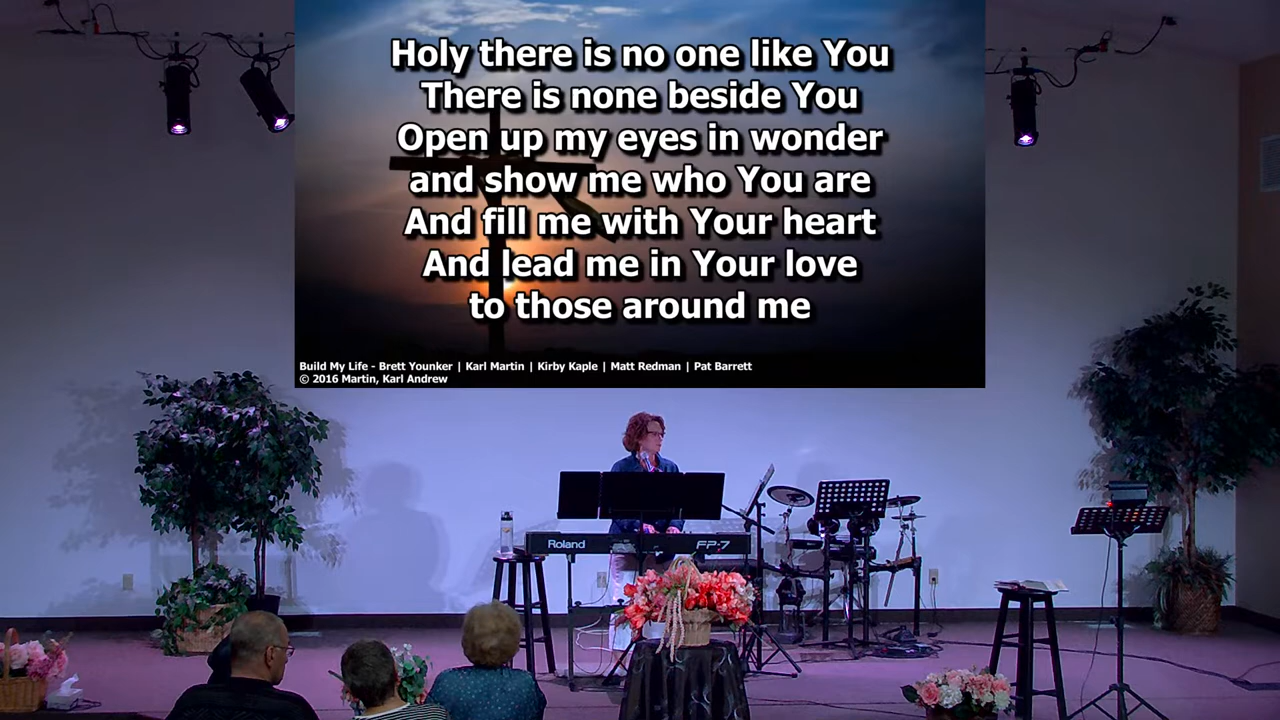 Holy there is no one like You
There is none beside You
Open up my eyes in wonder
and show me who You are
And fill me with Your heart
And lead me in Your love
to those around me
Build My Life - Brett Younker | Karl Martin | Kirby Kaple | Matt Redman | Pat Barrett
© 2016 Martin, Karl Andrew
Roland
FP-7